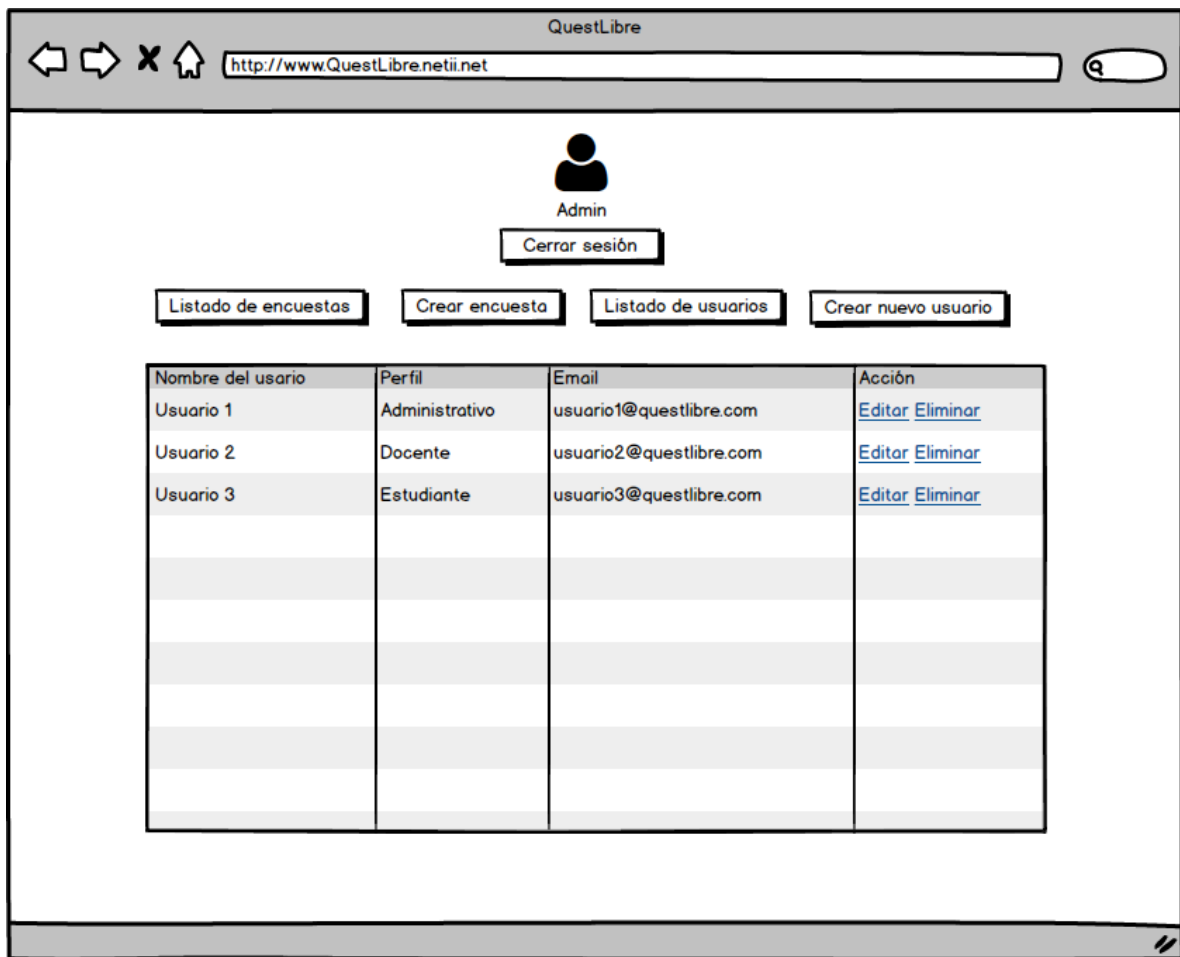 QuestLibre
http://www.QuestLibre.netii.net
Admin
Cerrar sesión
Listado de encuestas Crear encuesta Listado de usuarios Crear nuevo usuario
Nombre del usario Perfil Email Acción
Usuario 1 Administrativo usuario1@questlibre.com Editar Eliminar
Usuario 2 Docente usuario2@questlibre.com Editar Eliminar
Usuario 3 Estudiante usuario3@questlibre.com Editar Eliminar